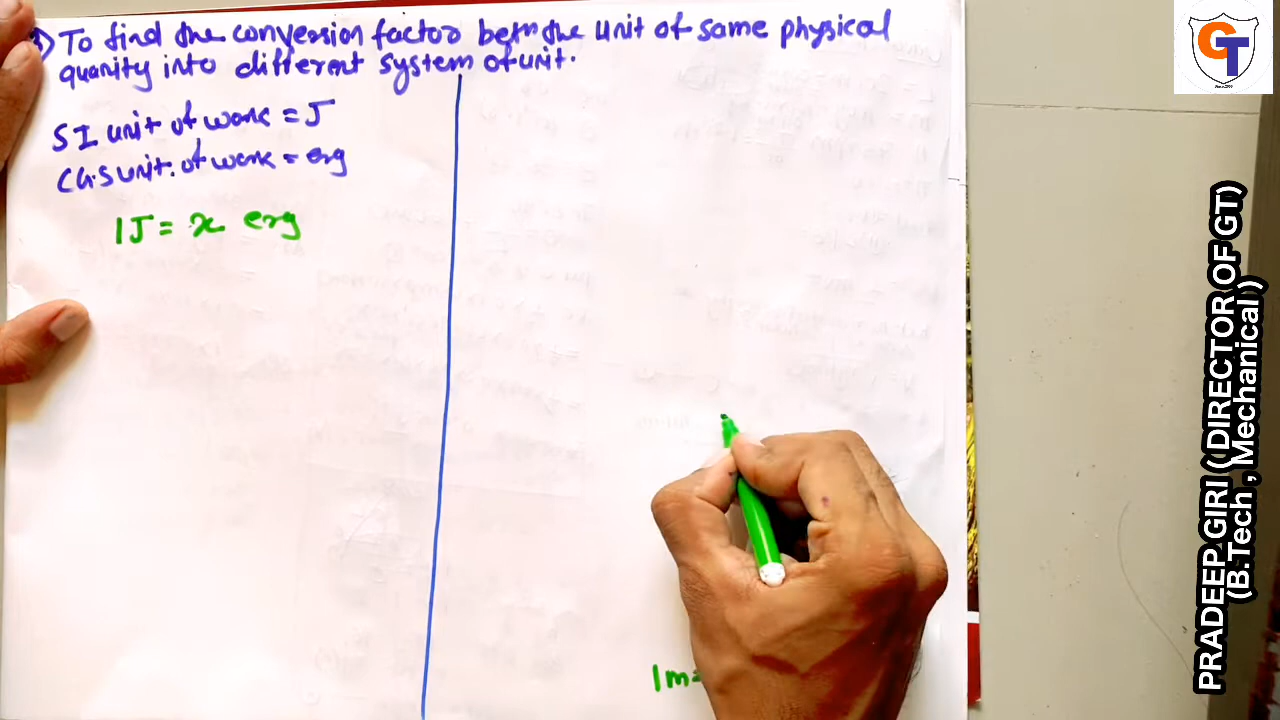 To find the conversion factor betn the unit of same physical
quanity into different system of unit.
SI unit of work = J
C.G.S unit. of work = erg
1J = x erg
1m=
GT
PRADEEP GIRI ( DIRECTOR OF GT)
(B.Tech , Mechanical )